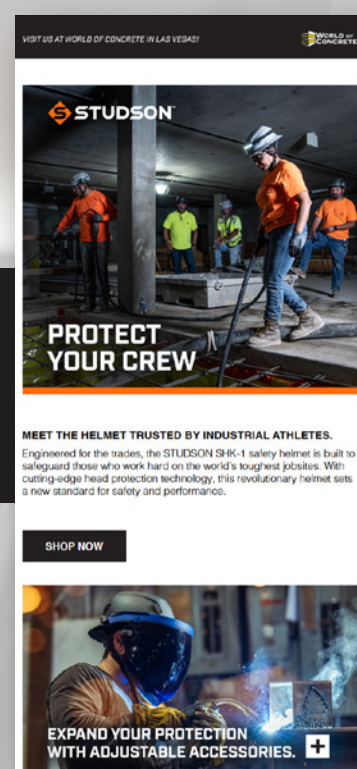 VISIT US AT WORLD OF CONCRETE IN LAS VEGAS!
WORLD OF
CONCRETE
STUDSON
PROTECT
YOUR CREW
MEET THE HELMET TRUSTED BY INDUSTRIAL ATHLETES.
Engineered for the trades, the STUDSON SHK-1 safety helmet is built to
safeguard those who work hard on the world's toughest jobsites. With
cutting-edge head protection technology, this revolutionary helmet sets
a new standard for safety and performance.
SHOP NOW
EXPAND YOUR PROTECTION
WITH ADJUSTABLE ACCESSORIES.